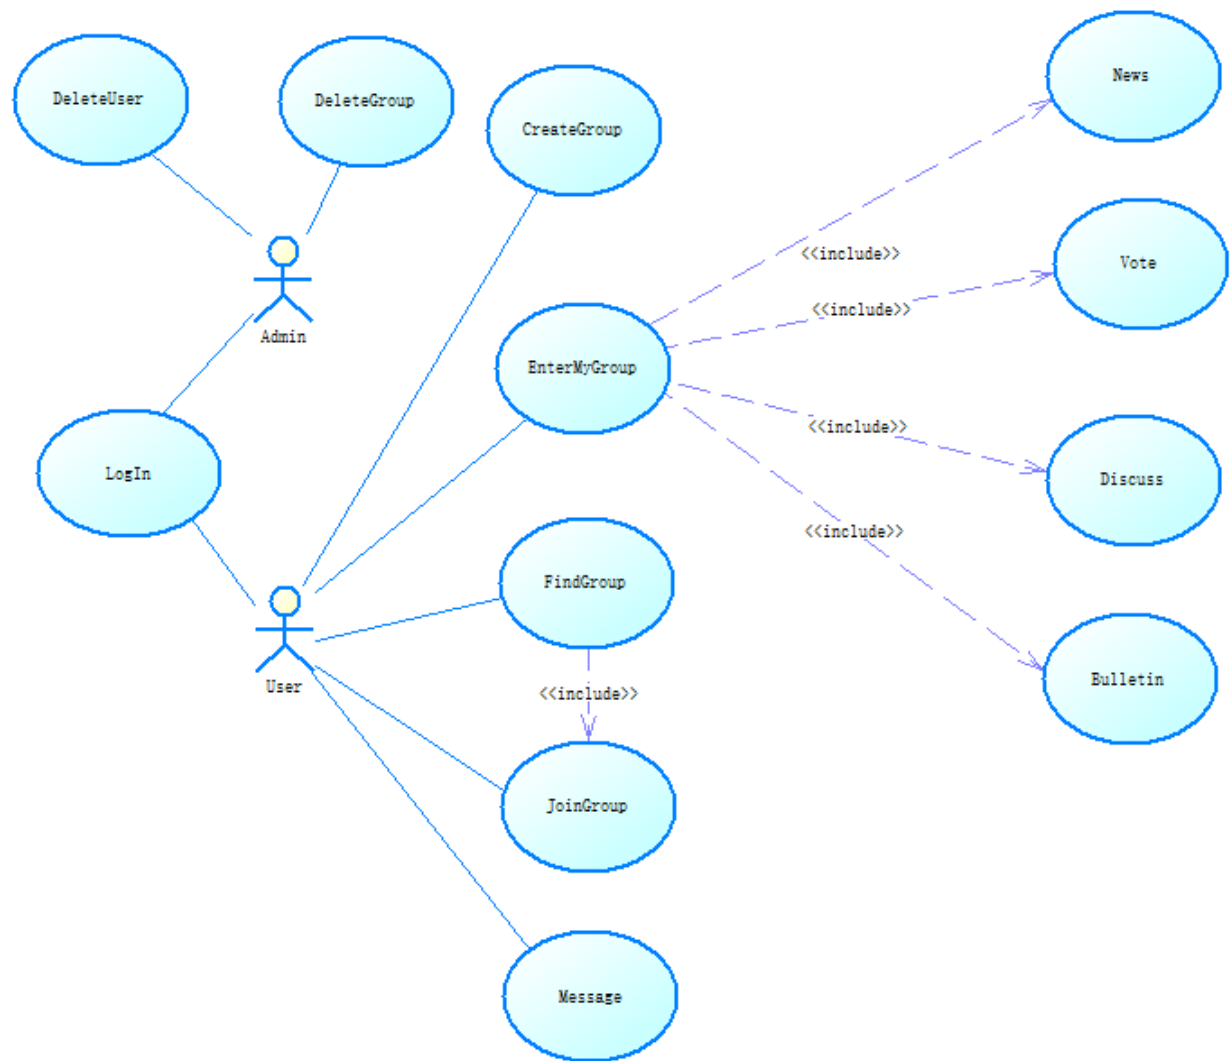 News
DeleteUser
DeleteGroup
CreateGroup
<<include>>
Vote
<<include>>
Admin
EnterMyGroup
<<include>>
LogIn
Discuss
<<include>>
FindGroup
User
<<include>>
Bulletin
JoinGroup
Message